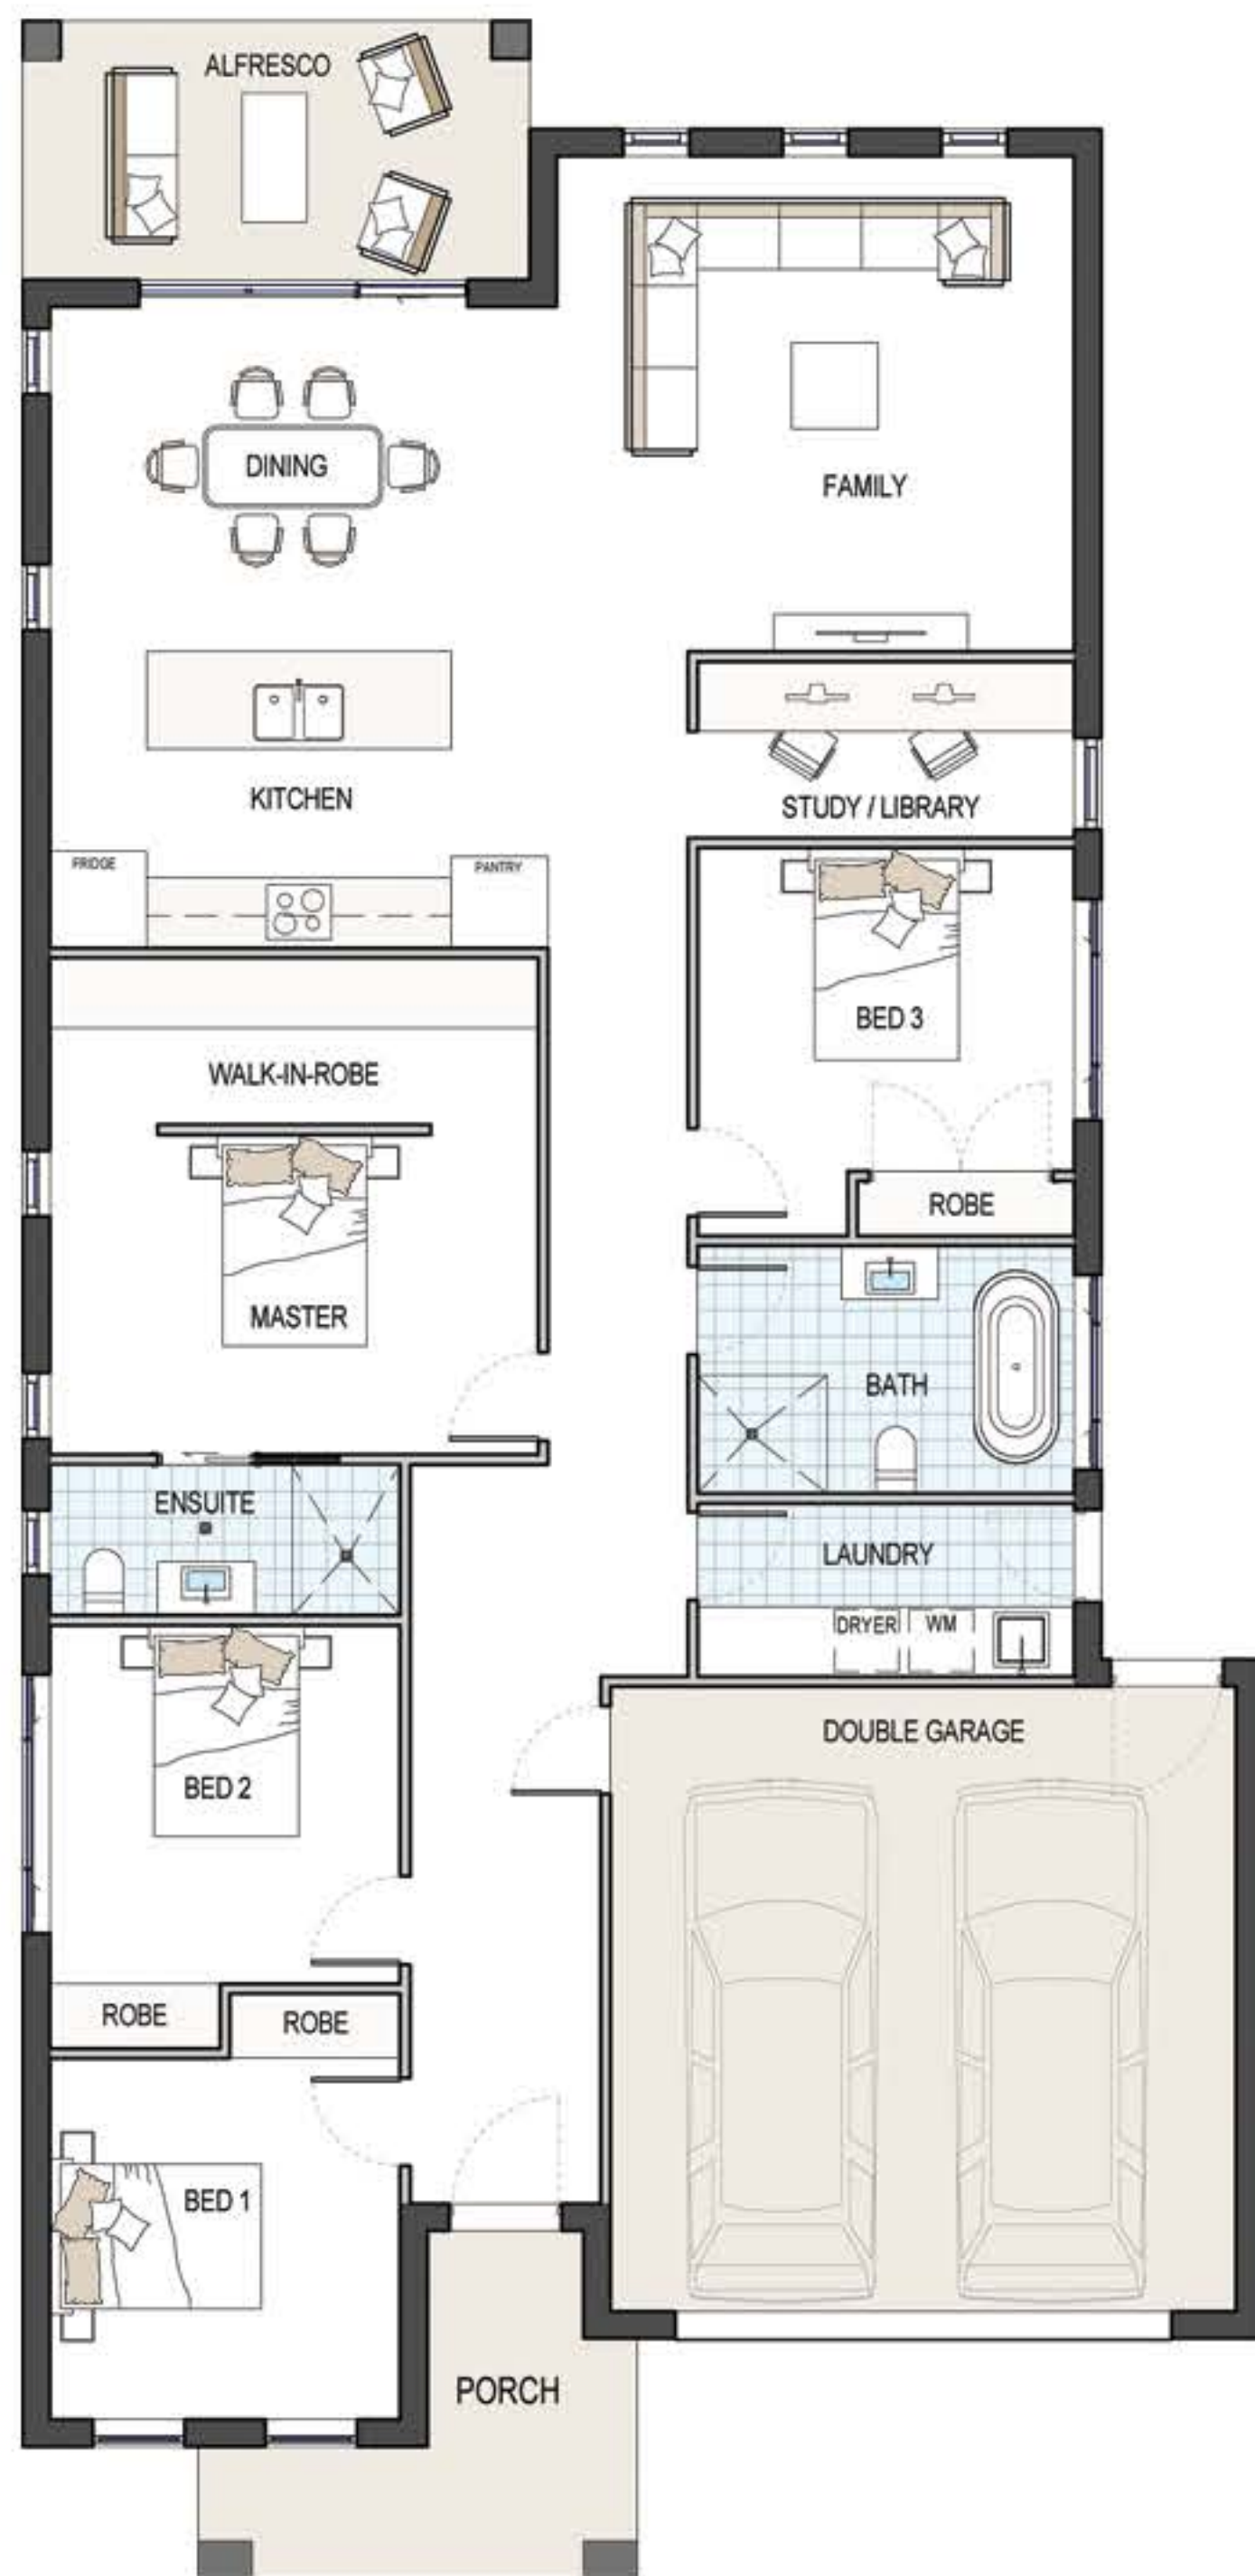 ALFRESCO
DINING
FAMILY
KITCHEN
STUDY / LIBRARY
FRIDGE
PANTRY
BED 3
WALK-IN-ROBE
ROBE
MASTER
BATH
ENSUITE
LAUNDRY
DRYER
WM
DOUBLE GARAGE
BED 2
ROBE
ROBE
BED 1
PORCH